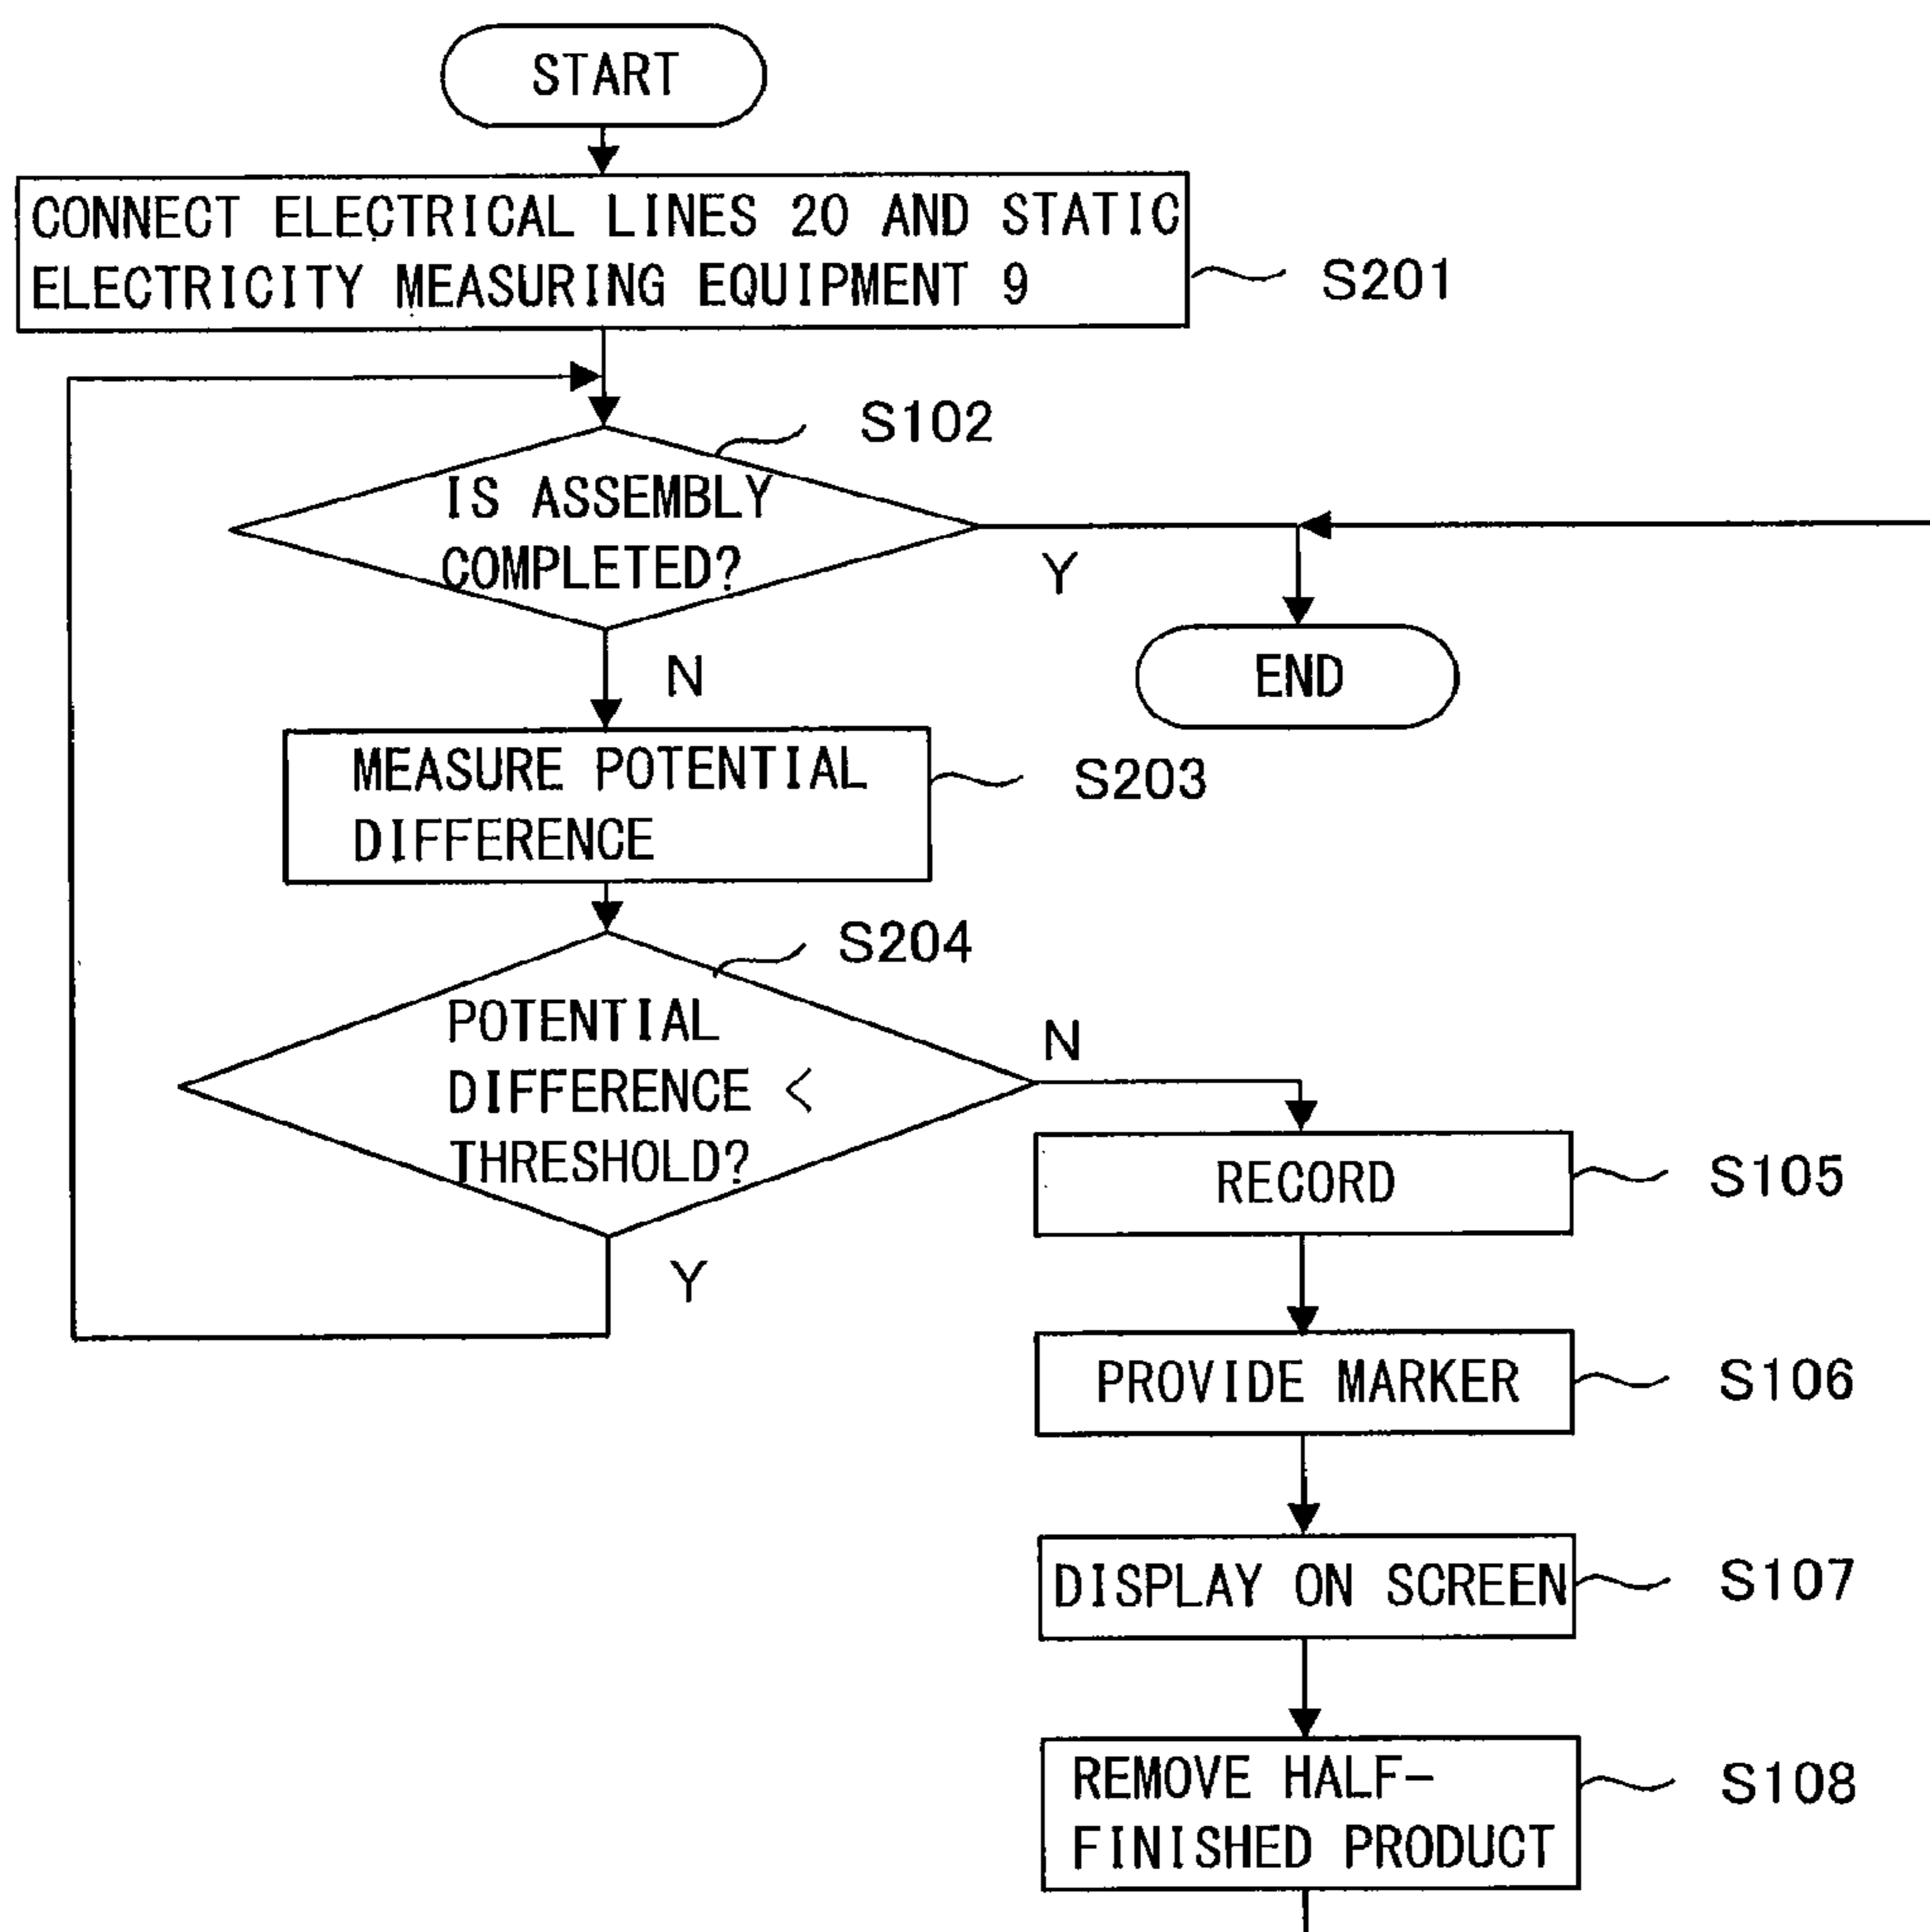 START
CONNECT ELECTRICAL LINES 20 AND STATIC
ELECTRICITY MEASURING EQUIPMENT 9
S201
S102
IS ASSEMBLY
COMPLETED?
Y
N
END
MEASURE POTENTIAL
DIFFERENCE
S203
S204
POTENTIAL
DIFFERENCE <
THRESHOLD?
N
Y
RECORD
S105
PROVIDE MARKER
S106
DISPLAY ON SCREEN
S107
REMOVE HALF-
FINISHED PRODUCT
S108